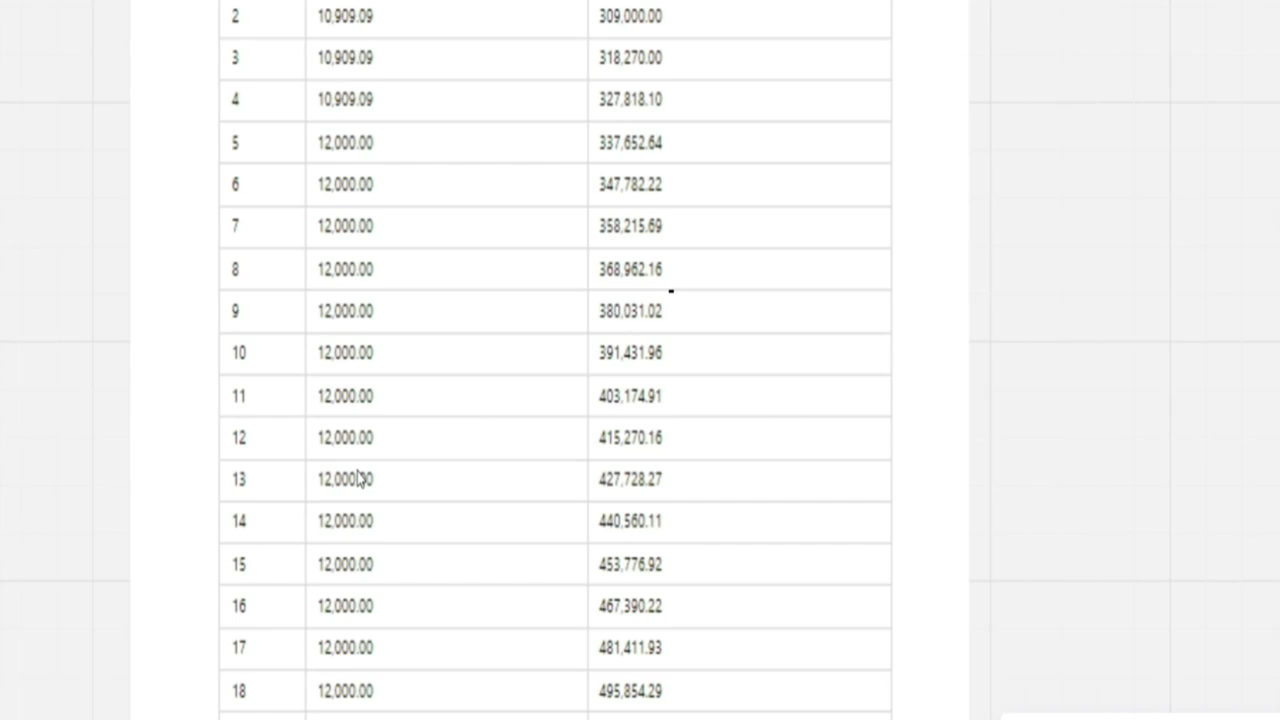 2 10,909.09 309,000.00
3 10,909.09 318,270.00
4 10,909.09 327,818.10
5 12,000.00 337,652.64
6 12,000.00 347,782.22
7 12,000.00 358,215.69
8 12,000.00 368,962.16
9 12,000.00 380,031.02
10 12,000.00 391,431.96
11 12,000.00 403,174.91
12 12,000.00 415,270.16
13 12,000.00 427,728.27
14 12,000.00 440,560.11
15 12,000.00 453,776.92
16 12,000.00 467,390.22
17 12,000.00 481,411.93
18 12,000.00 495,854.29